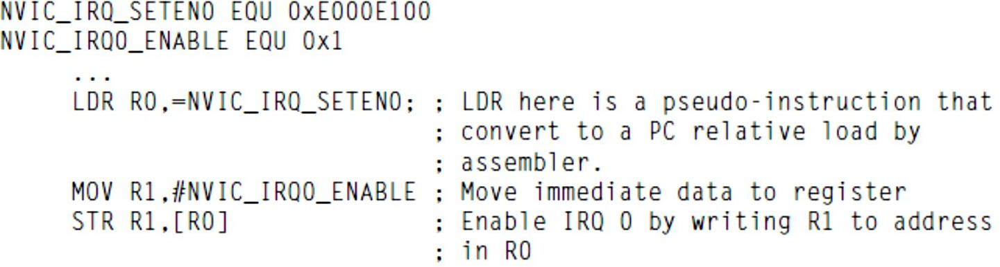 NVIC_IRQ_SETEN0 EQU 0xE000E100
NVIC_IRQ0_ENABLE EQU 0x1
...
LDR R0,=NVIC_IRQ_SETEN0; ; LDR here is a pseudo-instruction that
; convert to a PC relative load by
; assembler.
MOV R1,#NVIC_IRQ0_ENABLE ; Move immediate data to register
STR R1,[R0] ; Enable IRQ 0 by writing R1 to address
; in R0